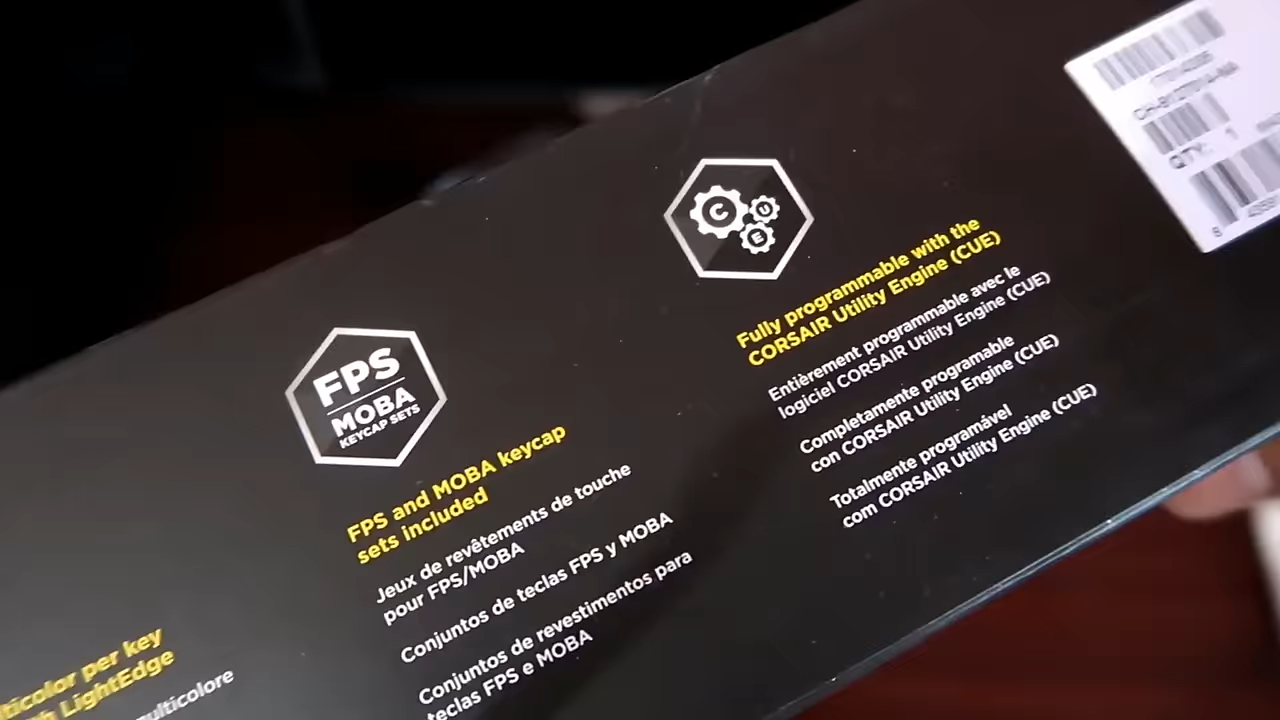 FPS
MOBA
KEYCAP SETS
FPS and MOBA keycap
sets included
Jeux de revêtements de touche
pour FPS/MOBA
Conjuntos de teclas FPS y MOBA
Conjuntos de revestimentos para
teclas FPS e MOBA
C U
E
Fully programmable with the
CORSAIR Utility Engine (CUE)
Entièrement programmable avec le
logiciel CORSAIR Utility Engine (CUE)
Completamente programable
con CORSAIR Utility Engine (CUE)
Totalmente programável
com CORSAIR Utility Engine (CUE)
per key
LightEdge
QTY: 1